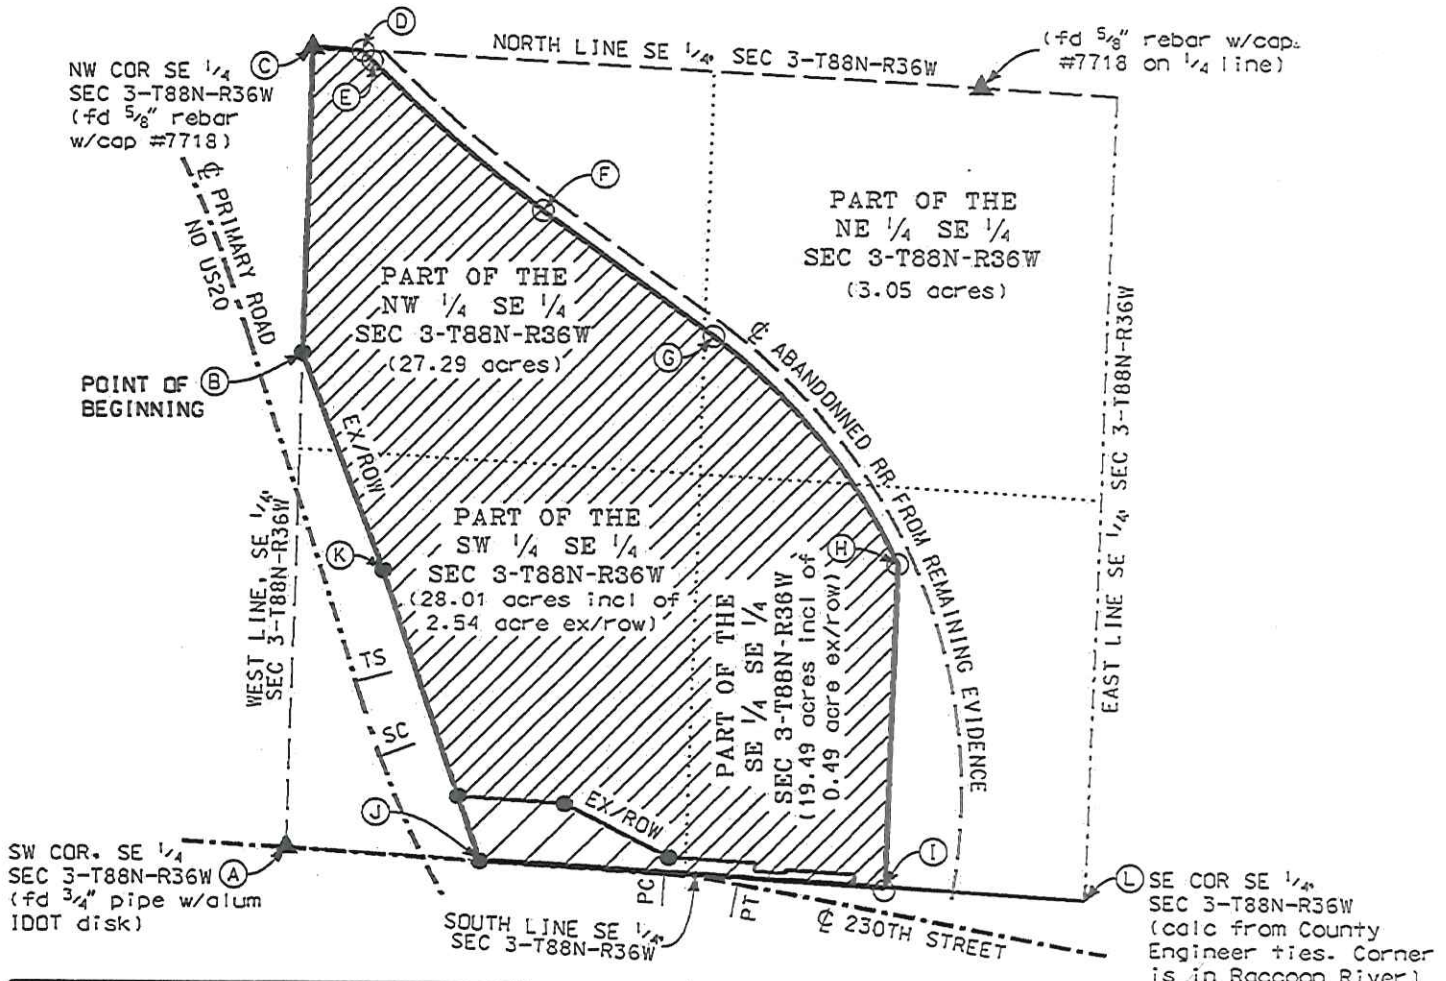 D
C
NORTH LINE SE 1/4, SEC 3-T88N-R36W
(fd 5/8" rebar w/cap
#7718 on 1/4 line)
NW COR SE 1/4
SEC 3-T88N-R36W
(fd 5/8" rebar
w/cap #7718)
E
F
℄ PRIMARY ROAD
NO US20
PART OF THE
NE 1/4 SE 1/4
SEC 3-T88N-R36W
(3.05 acres)
PART OF THE
NW 1/4 SE 1/4
SEC 3-T88N-R36W
(27.29 acres)
G
℄ ABANDONNED RR FROM REMAINING EVIDENCE
EAST LINE SE 1/4, SEC 3-T88N-R36W
POINT OF
BEGINNING
B
EX/ROW
WEST LINE, SE 1/4,
SEC 3-T88N-R36W
K
PART OF THE
SW 1/4 SE 1/4
SEC 3-T88N-R36W
(28.01 acres incl of
2.54 acre ex/row)
H
PART OF THE
SE 1/4 SE 1/4
SEC 3-T88N-R36W
(19.49 acres incl of
0.49 acre ex/row)
TS
SC
J
EX/ROW
I
SW COR. SE 1/4
SEC 3-T88N-R36W
A
(fd 3/4" pipe w/alum
IDOT disk)
PC
PT
SOUTH LINE SE 1/4,
SEC 3-T88N-R36W
℄ 230TH STREET
L
SE COR SE 1/4,
SEC 3-T88N-R36W
(calc from County
Engineer ties. Corner
is in Raccoon River)